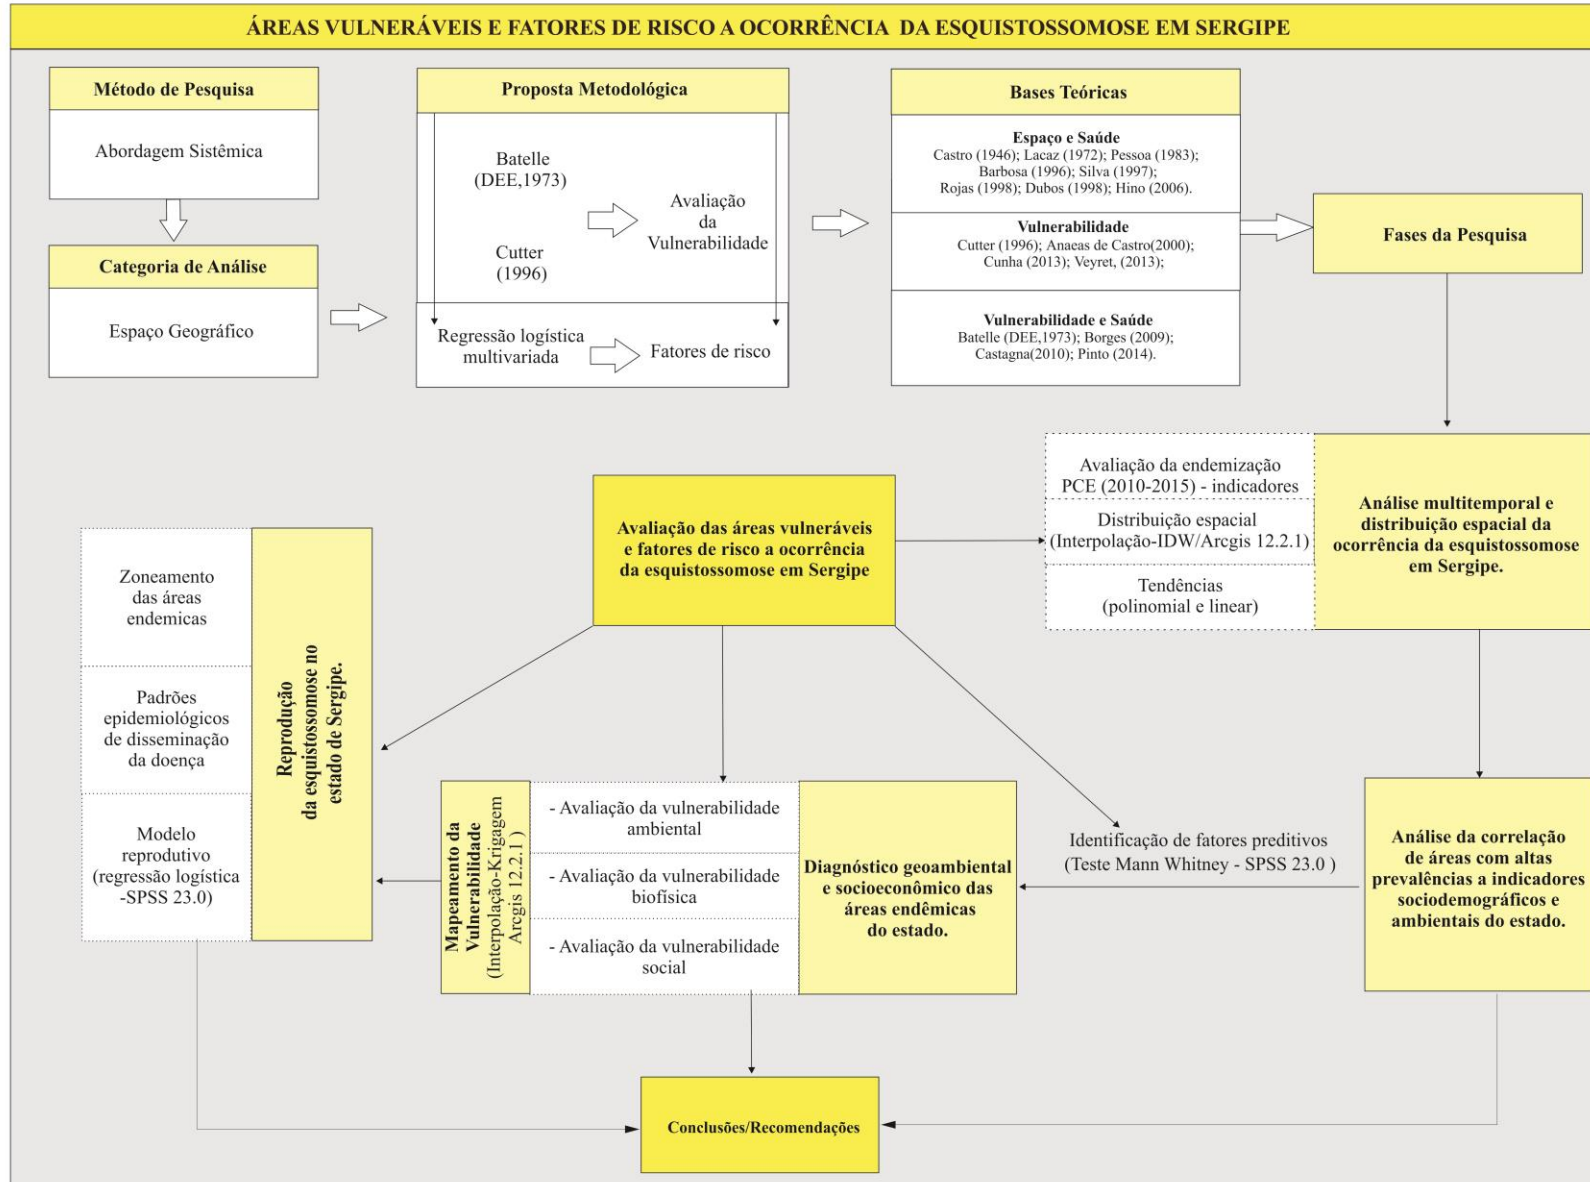 ÁREAS VULNERÁVEIS E FATORES DE RISCO A OCORRÊNCIA DA ESQUISTOSSOMOSE EM SERGIPE
Método de Pesquisa
Abordagem Sistêmica
Categoria de Análise
Espaço Geográfico
Proposta Metodológica
Batelle
(DEE,1973)
Cutter
(1996)
Avaliação
da
Vulnerabilidade
Regressão logística
multivariada
Fatores de risco
Bases Teóricas
Espaço e Saúde
Castro (1946); Lacaz (1972); Pessoa (1983);
Barbosa (1996); Silva (1997);
Rojas (1998); Dubos (1998); Hino (2006).
Vulnerabilidade
Cutter (1996); Anaeas de Castro(2000);
Cunha (2013); Veyret, (2013);
Vulnerabilidade e Saúde
Batelle (DEE,1973); Borges (2009);
Castagna(2010); Pinto (2014).
Fases da Pesquisa
Avaliação da endemização
PCE (2010-2015) - indicadores
Distribuição espacial
(Interpolação-IDW/Arcgis 12.2.1)
Tendências
(polinomial e linear)
Análise multitemporal e
distribuição espacial da
ocorrência da esquistossomose
em Sergipe.
Avaliação das áreas vulneráveis
e fatores de risco a ocorrência
da esquistossomose em Sergipe
Zoneamento
das áreas
endemicas
Padrões
epidemiológicos
de disseminação
da doença
Modelo
reprodutivo
(regressão logística
-SPSS 23.0)
Reprodução
da esquistossomose no
estado de Sergipe.
Mapeamento da
Vulnerabilidade
(Interpolação-Krigagem
Arcgis 12.2.1 )
- Avaliação da vulnerabilidade
ambiental
- Avaliação da vulnerabilidade
biofísica
- Avaliação da vulnerabilidade
social
Diagnóstico geoambiental
e socioeconômico das
áreas endêmicas
do estado.
Identificação de fatores preditivos
(Teste Mann Whitney - SPSS 23.0 )
Análise da correlação
de áreas com altas
prevalências a indicadores
sociodemográficos e
ambientais do estado.
Conclusões/Recomendações